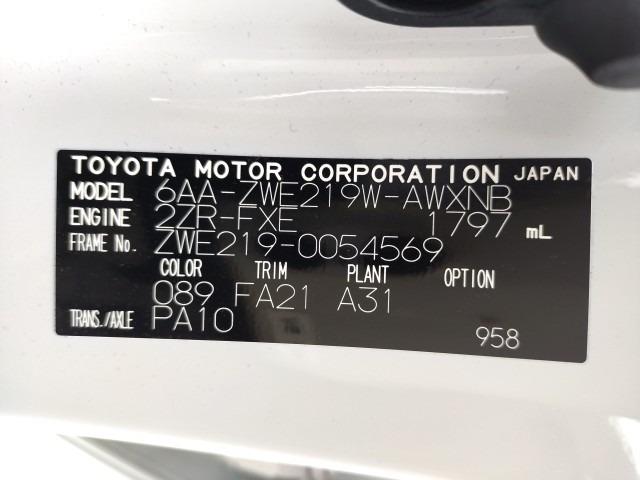 TOYOTA MOTOR CORPORATION JAPAN
MODEL 6AA-ZWE219W-AWXNB
ENGINE 2ZR-FXE 1797 mL
FRAME No. ZWE219-0054569
COLOR TRIM PLANT OPTION
089 FA21 A31
TRANS./AXLE PA10
958